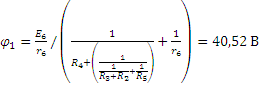 φ₁ = E₆/r₆ / (1/(R₄+(1/(1/(R₃+R₂)+1/R₅))) + 1/r₆) = 40,52 В